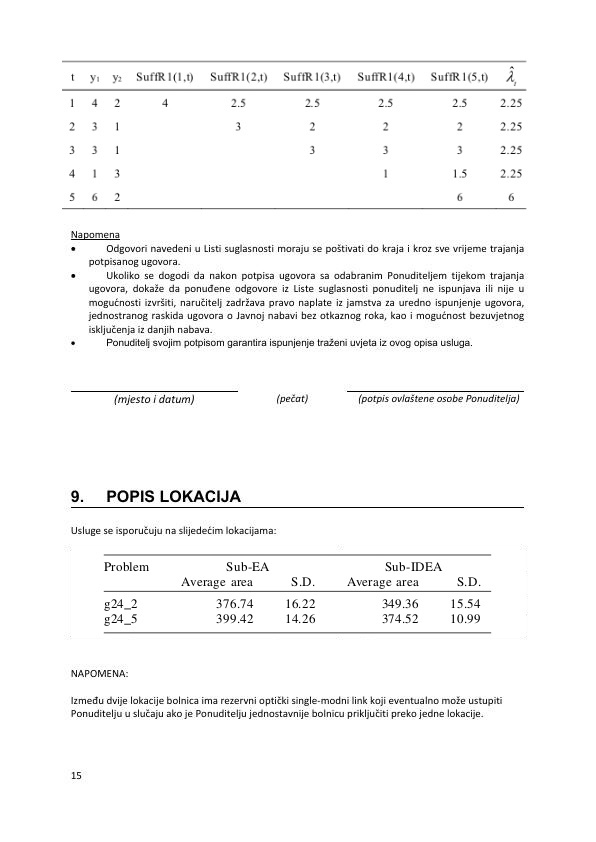 t y₁ y₂ SuffR1(1,t) SuffR1(2,t) SuffR1(3,t) SuffR1(4,t) SuffR1(5,t) λ̂ₜ
1 4 2 4 2.5 2.5 2.5 2.5 2.25
2 3 1 3 2 2 2 2.25
3 3 1 3 3 3 2.25
4 1 3 1 1.5 2.25
5 6 2 6 6
Napomena
• Odgovori navedeni u Listi suglasnosti moraju se poštivati do kraja i kroz sve vrijeme trajanja
potpisanog ugovora.
• Ukoliko se dogodi da nakon potpisa ugovora sa odabranim Ponuditeljem tijekom trajanja
ugovora, dokaže da ponuđene odgovore iz Liste suglasnosti ponuditelj ne ispunjava ili nije u
mogućnosti izvršiti, naručitelj zadržava pravo naplate iz jamstva za uredno ispunjenje ugovora,
jednostranog raskida ugovora o Javnoj nabavi bez otkaznog roka, kao i mogućnost bezuvjetnog
isključenja iz danjih nabava.
• Ponuditelj svojim potpisom garantira ispunjenje traženi uvjeta iz ovog opisa usluga.
(mjesto i datum) (pečat) (potpis ovlaštene osobe Ponuditelja)
9. POPIS LOKACIJA
Usluge se isporučuju na slijedećim lokacijama:
Problem Sub-EA Sub-IDEA
Average area S.D. Average area S.D.
g24_2 376.74 16.22 349.36 15.54
g24_5 399.42 14.26 374.52 10.99
NAPOMENA:
Između dvije lokacije bolnica ima rezervni optički single-modni link koji eventualno može ustupiti
Ponuditelju u slučaju ako je Ponuditelju jednostavnije bolnicu priključiti preko jedne lokacije.
15